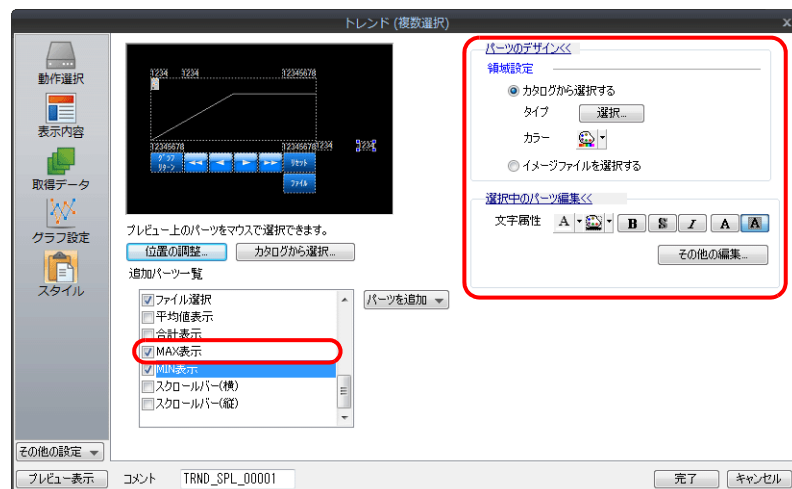 トレンド (複数選択)
動作選択
表示内容
取得データ
グラフ設定
スタイル
1234 1234 12345678
12345678 12345678 1234 1234
グラフ
リターン
リセット
ファイル
プレビュー上のパーツをマウスで選択できます。
位置の調整... カタログから選択...
追加パーツ一覧
ファイル選択
平均値表示
合計表示
MAX表示
MIN表示
スクロールバー(横)
スクロールバー(縦)
パーツを追加
パーツのデザイン<<
領域設定
カタログから選択する
タイプ 選択...
カラー
イメージファイルを選択する
選択中のパーツ編集<<
文字属性 A B S I A A
その他の編集...
その他の設定
プレビュー表示 コメント TRND_SPL_00001 完了 キャンセル